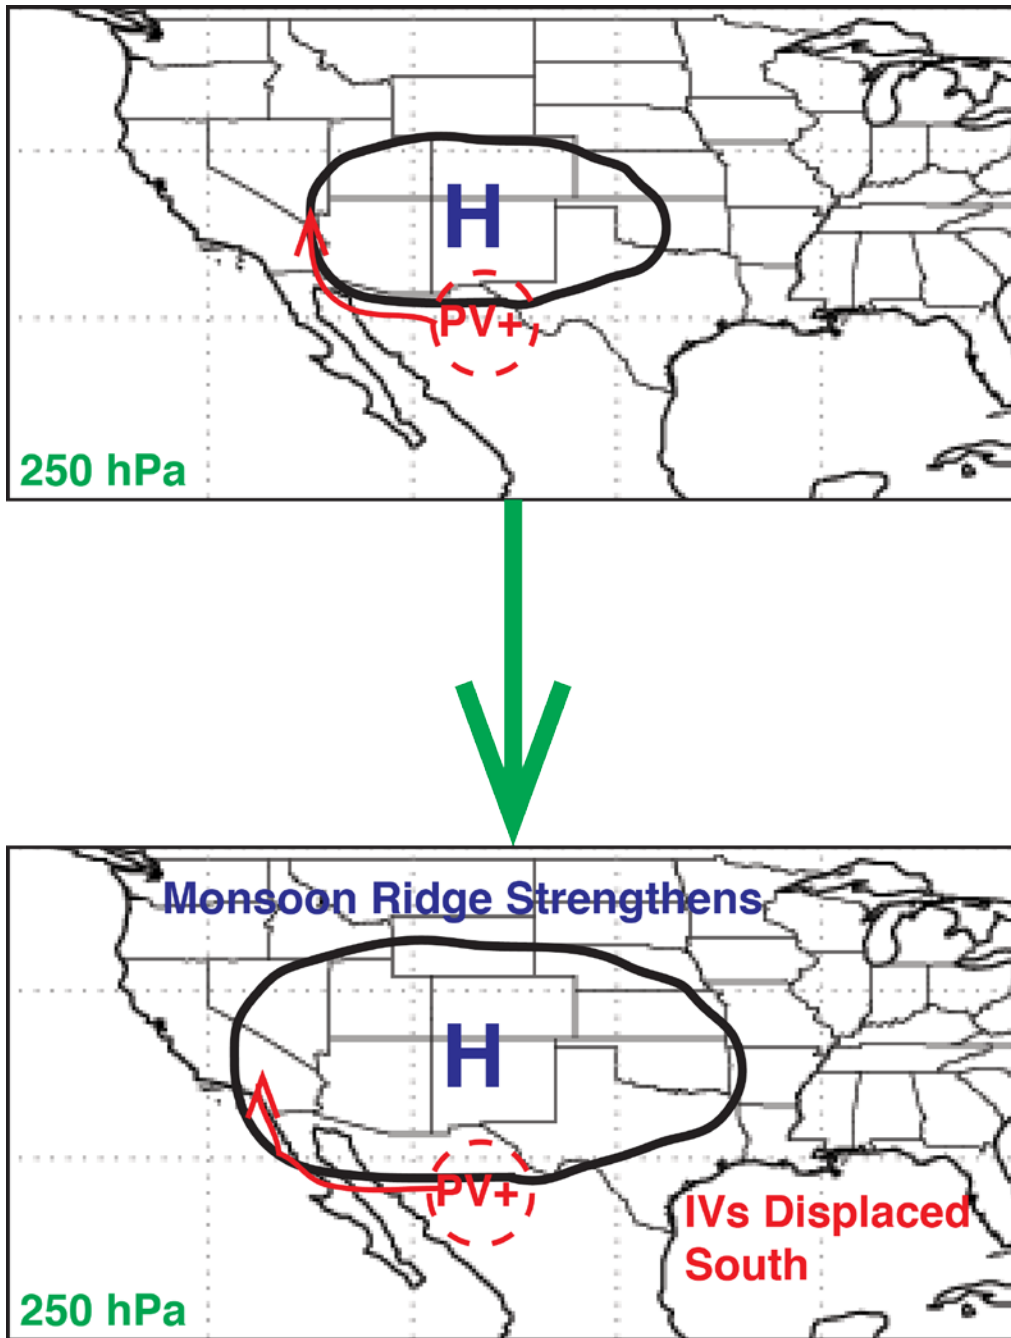 H
PV+
250 hPa
Monsoon Ridge Strengthens
H
PV+
IVs Displaced
South
250 hPa